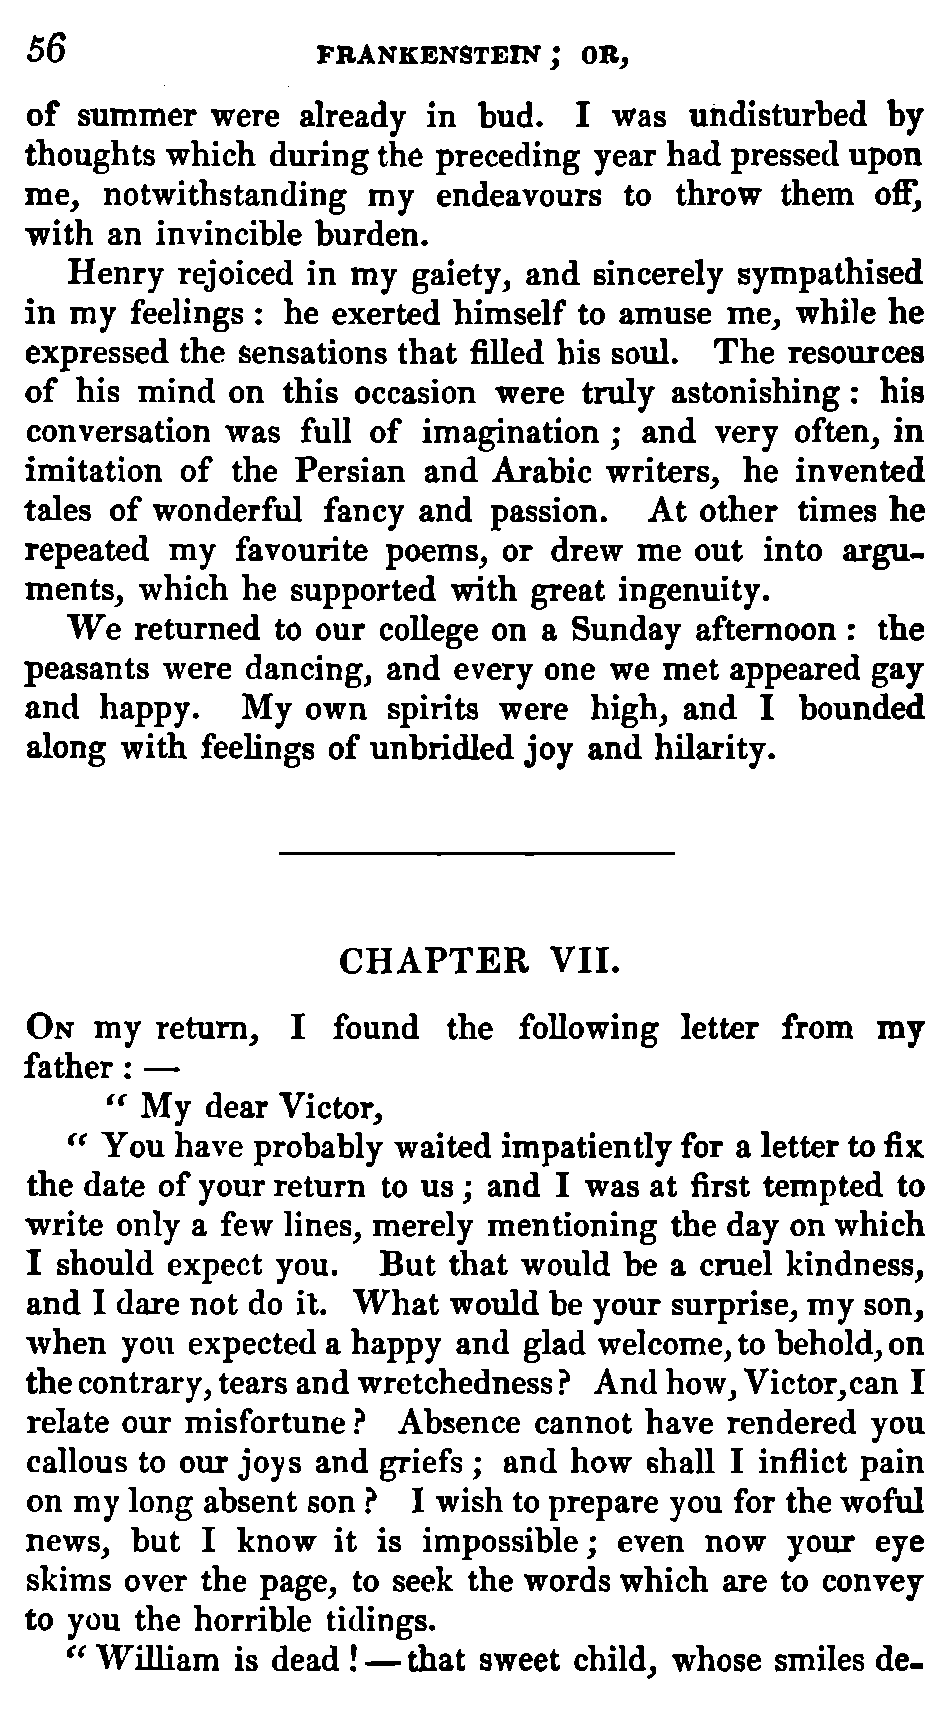 56 FRANKENSTEIN ; OR,
of summer were already in bud. I was undisturbed by
thoughts which during the preceding year had pressed upon
me, notwithstanding my endeavours to throw them off,
with an invincible burden.
Henry rejoiced in my gaiety, and sincerely sympathised
in my feelings : he exerted himself to amuse me, while he
expressed the sensations that filled his soul. The resources
of his mind on this occasion were truly astonishing : his
conversation was full of imagination ; and very often, in
imitation of the Persian and Arabic writers, he invented
tales of wonderful fancy and passion. At other times he
repeated my favourite poems, or drew me out into argu-
ments, which he supported with great ingenuity.
We returned to our college on a Sunday afternoon : the
peasants were dancing, and every one we met appeared gay
and happy. My own spirits were high, and I bounded
along with feelings of unbridled joy and hilarity.
CHAPTER VII.
ON my return, I found the following letter from my
father : —
“ My dear Victor,
“ You have probably waited impatiently for a letter to fix
the date of your return to us ; and I was at first tempted to
write only a few lines, merely mentioning the day on which
I should expect you. But that would be a cruel kindness,
and I dare not do it. What would be your surprise, my son,
when you expected a happy and glad welcome, to behold, on
the contrary, tears and wretchedness ? And how, Victor, can I
relate our misfortune ? Absence cannot have rendered you
callous to our joys and griefs ; and how shall I inflict pain
on my long absent son ? I wish to prepare you for the woful
news, but I know it is impossible ; even now your eye
skims over the page, to seek the words which are to convey
to you the horrible tidings.
“ William is dead ! — that sweet child, whose smiles de-